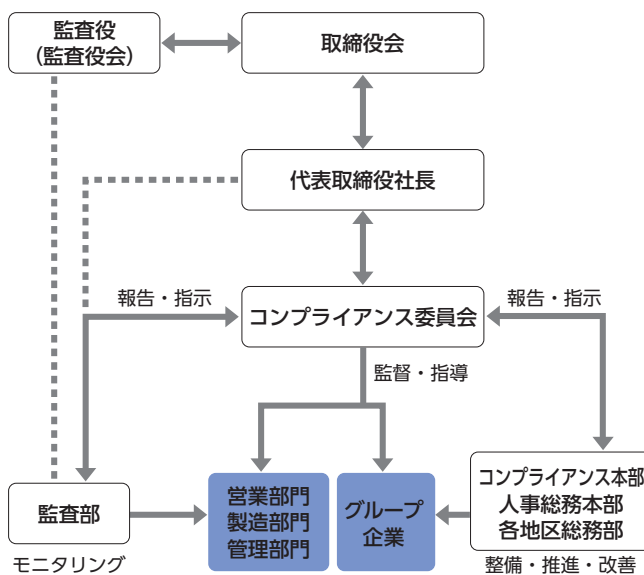 監査役
(監査役会)
取締役会
代表取締役社長
報告・指示
コンプライアンス委員会
報告・指示
監督・指導
監査部
モニタリング
営業部門
製造部門
管理部門
グループ
企業
コンプライアンス本部
人事総務本部
各地区総務部
整備・推進・改善